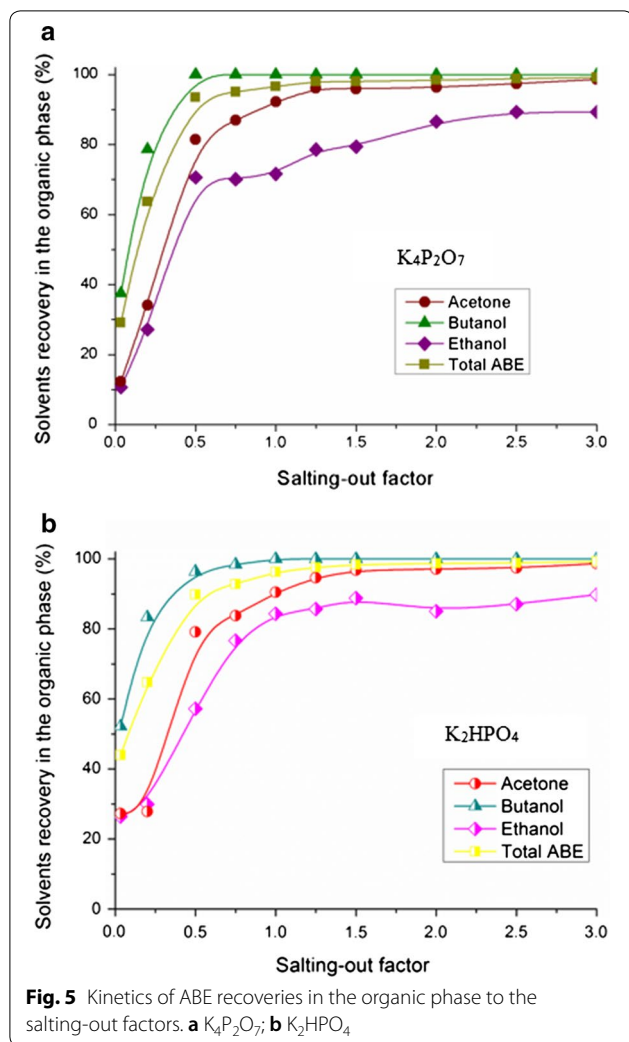 a
Solvents recovery in the organic phase (%)
100
80
60
40
20
0
K₄P₂O₇
Acetone
Butanol
Ethanol
Total ABE
0.0 0.5 1.0 1.5 2.0 2.5 3.0
Salting-out factor
b
Solvents recovery in the organic phase (%)
100
80
60
40
20
0
K₂HPO₄
Acetone
Butanol
Ethanol
Total ABE
0.0 0.5 1.0 1.5 2.0 2.5 3.0
Salting-out factor
Fig. 5 Kinetics of ABE recoveries in the organic phase to the
salting-out factors. a K₄P₂O₇; b K₂HPO₄